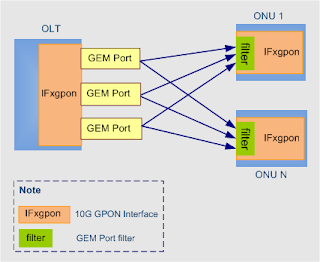 OLT
ONU 1
GEM Port
filter
IFxgpon
IFxgpon
GEM Port
GEM Port
filter
IFxgpon
ONU N
Note
IFxgpon 10G GPON Interface
filter GEM Port filter